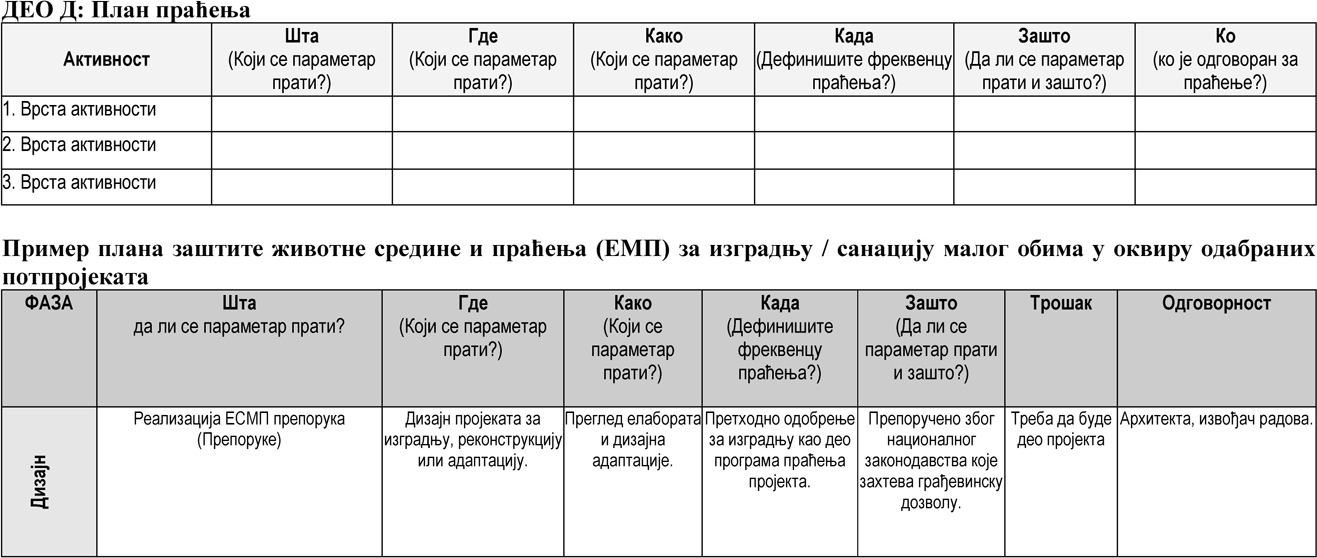 ДЕО Д: План праћења
Активност
Шта
(Који се параметар
прати?)
Где
(Који се параметар
прати?)
Како
(Који се параметар
прати?)
Када
(Дефинишите фреквенцу
праћења?)
Зашто
(Да ли се параметар
прати и зашто?)
Ко
(ко је одговоран за
праћење?)
1. Врста активности
2. Врста активности
3. Врста активности
Пример плана заштите животне средине и праћења (ЕМП) за изградњу / санацију малог обима у оквиру одабраних
потпројеката
ФАЗА
Шта
да ли се параметар прати?
Где
(Који се параметар
прати?)
Како
(Који се
параметар
прати?)
Када
(Дефинишите
фреквенцу
праћења?)
Зашто
(Да ли се
параметар прати
и зашто?)
Трошак
Одговорност
Дизајн
Реализација ЕСМП препорука
(Препоруке)
Дизајн пројеката за
изградњу, реконструкцију
или адаптацију.
Преглед елабората
и дизајна
адаптације.
Претходно одобрење
за изградњу као део
програма праћења
пројекта.
Препоручено због
националног
законодавства које
захтева грађевинску
дозволу.
Треба да буде
део пројекта
Архитекта, извођач радова.